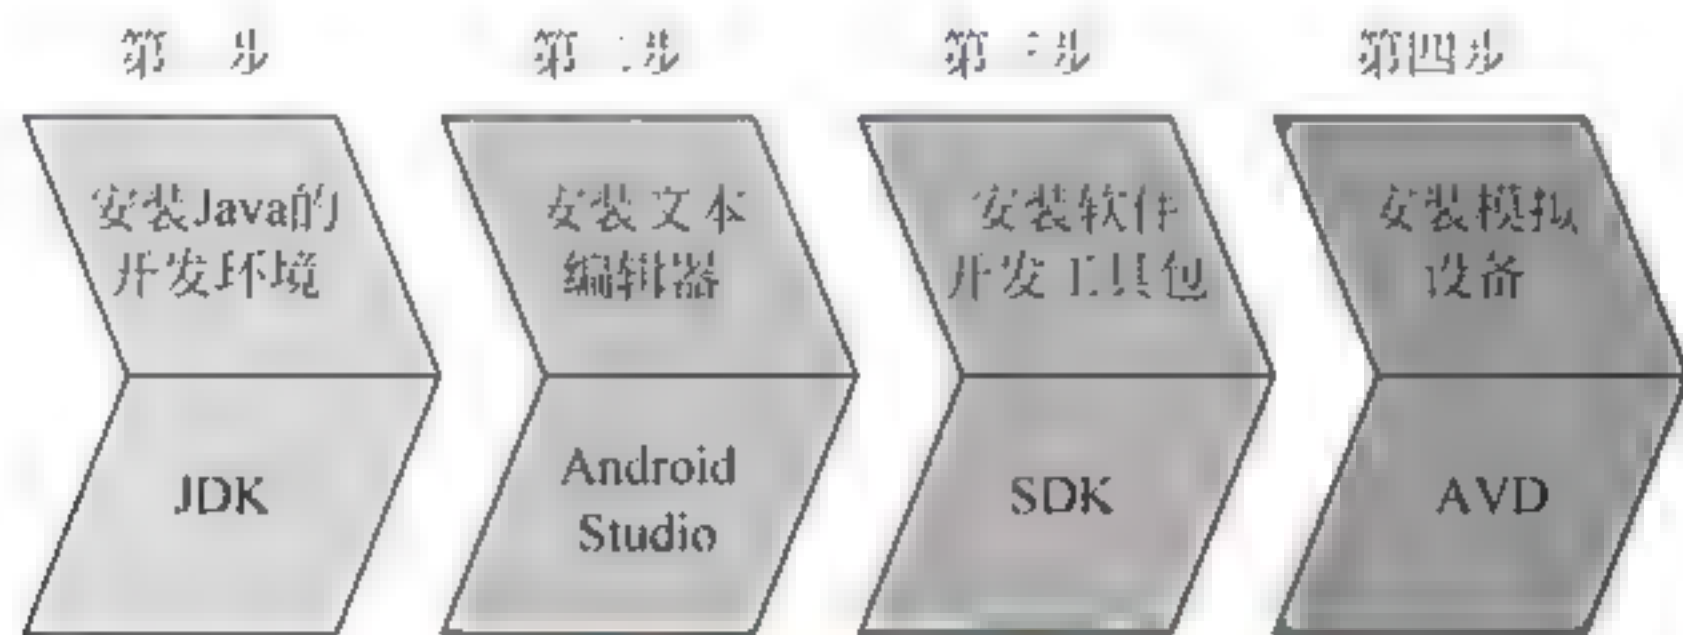 第一步
第二步
第三步
第四步
安装Java的
开发环境
安装文本
编辑器
安装软件
开发工具包
安装模拟
设备
JDK
Android
Studio
SDK
AVD